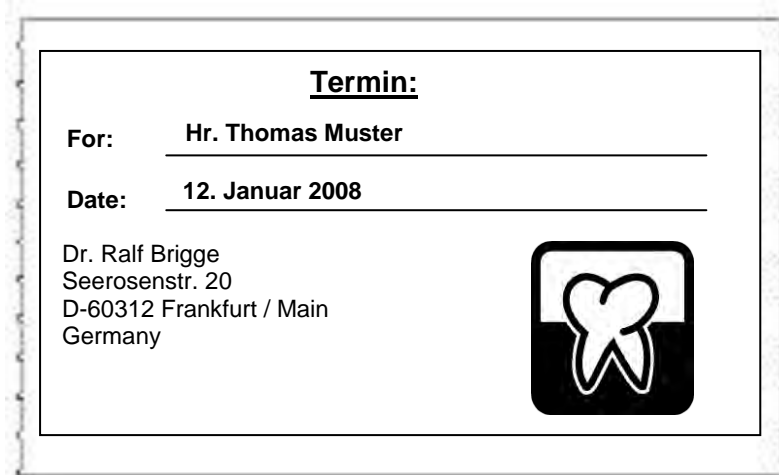 Termin:
For: Hr. Thomas Muster
Date: 12. Januar 2008
Dr. Ralf Brigge
Seerosenstr. 20
D-60312 Frankfurt / Main
Germany